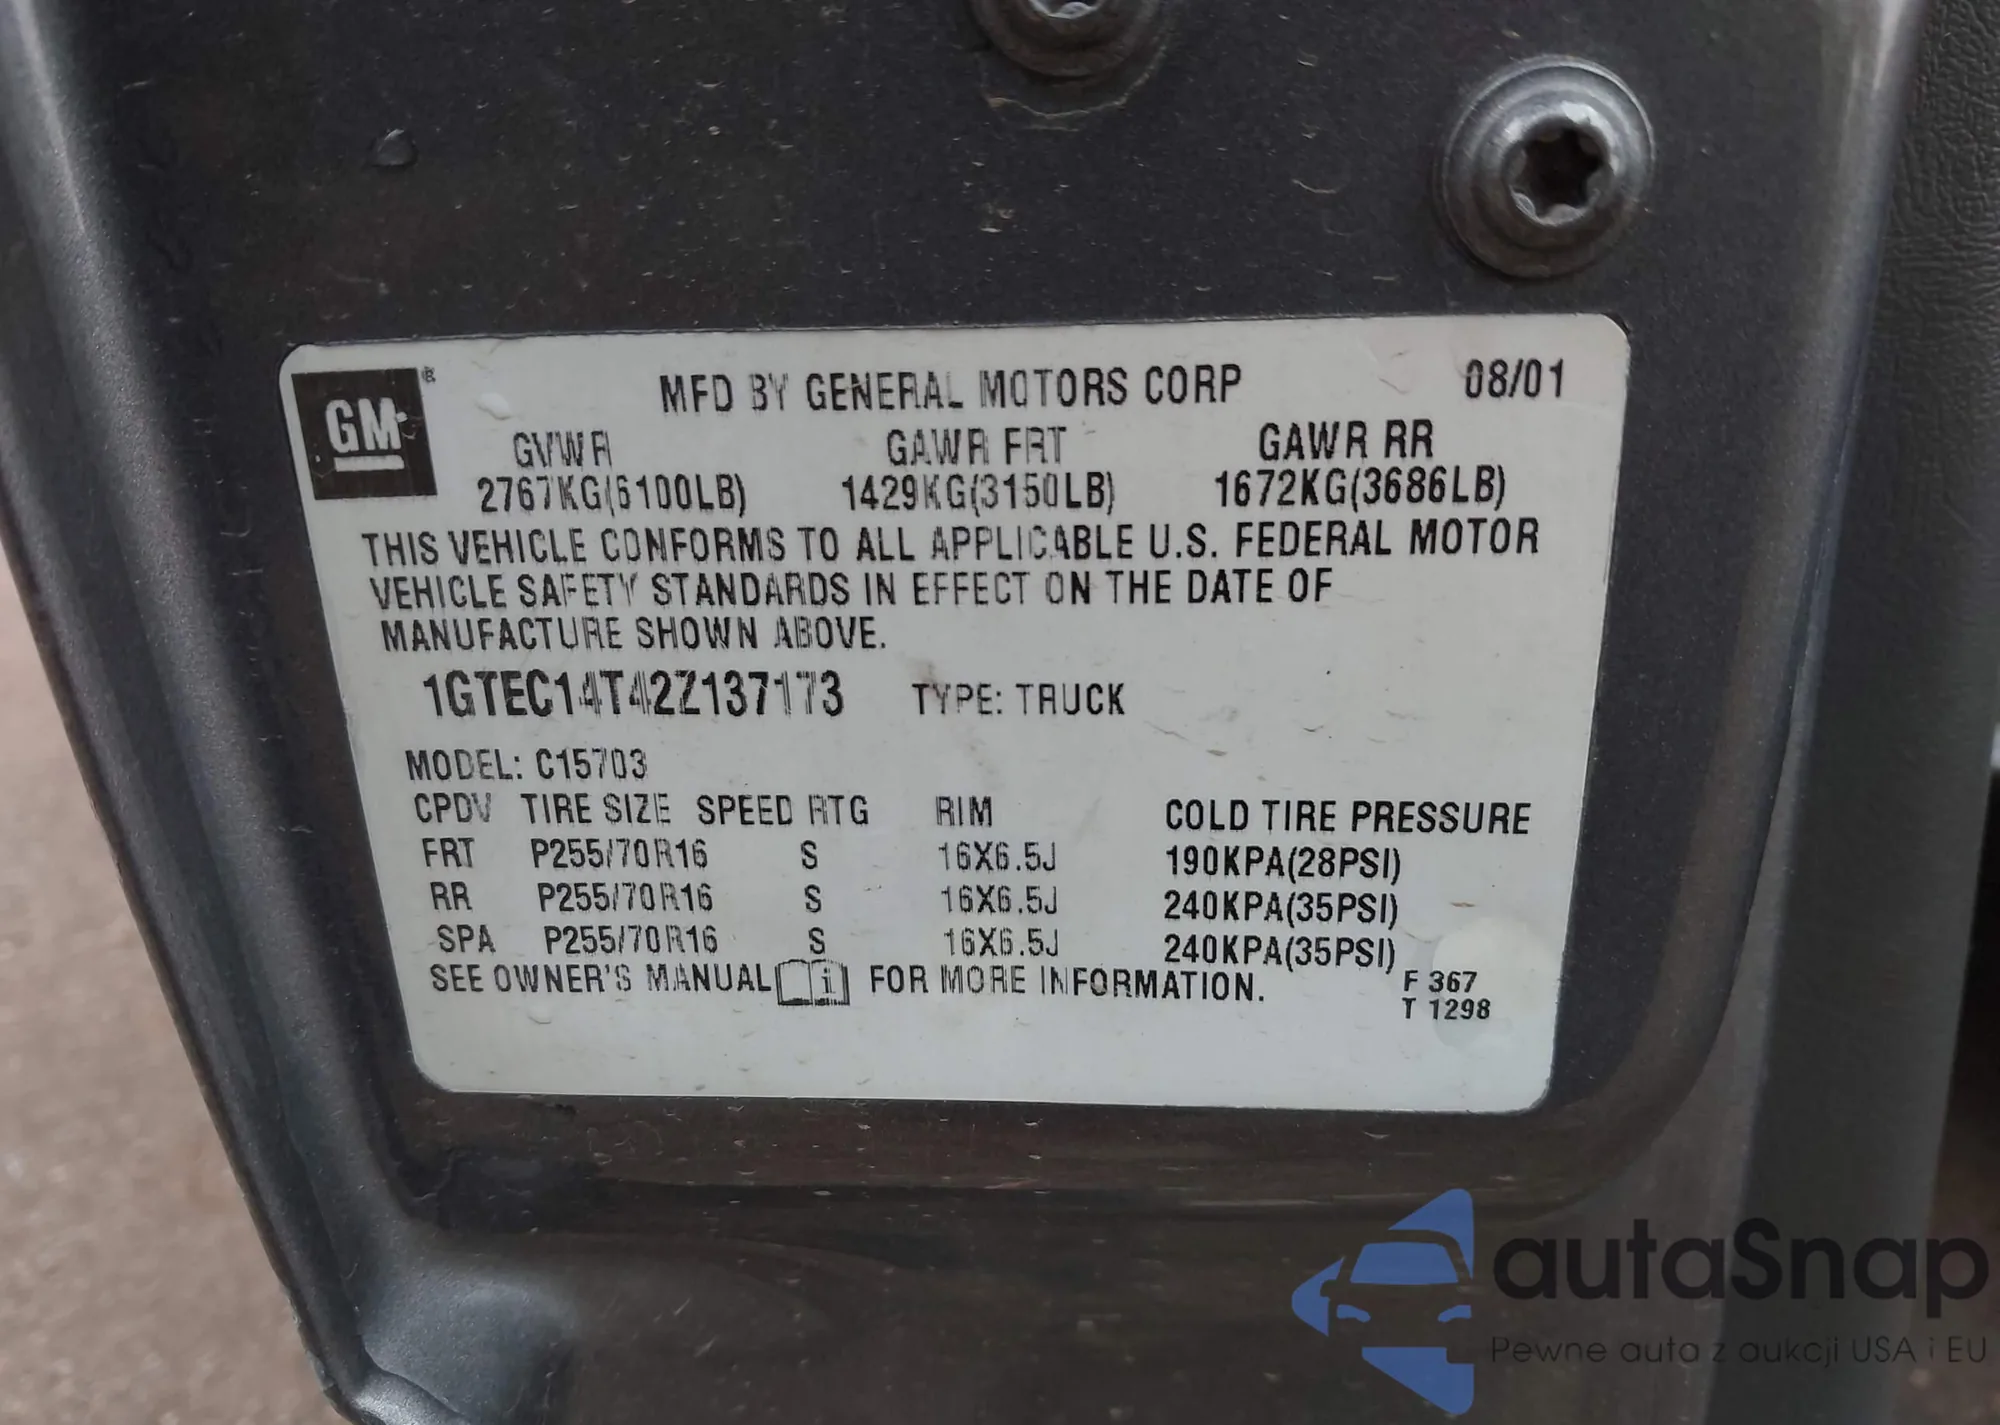 GM ®
MFD BY GENERAL MOTORS CORP 08/01
GVWR GAWR FRT GAWR RR
2767KG(6100LB) 1429KG(3150LB) 1672KG(3686LB)
THIS VEHICLE CONFORMS TO ALL APPLICABLE U.S. FEDERAL MOTOR
VEHICLE SAFETY STANDARDS IN EFFECT ON THE DATE OF
MANUFACTURE SHOWN ABOVE.
1GTEC14T42Z137173 TYPE: TRUCK
MODEL: C15703
CPDV TIRE SIZE SPEED RTG RIM COLD TIRE PRESSURE
FRT P255/70R16 S 16X6.5J 190KPA(28PSI)
RR P255/70R16 S 16X6.5J 240KPA(35PSI)
SPA P255/70R16 S 16X6.5J 240KPA(35PSI)
SEE OWNER'S MANUAL i FOR MORE INFORMATION.
F 367
T 1298
autaSnap
Pewne auta z aukcji USA i EU